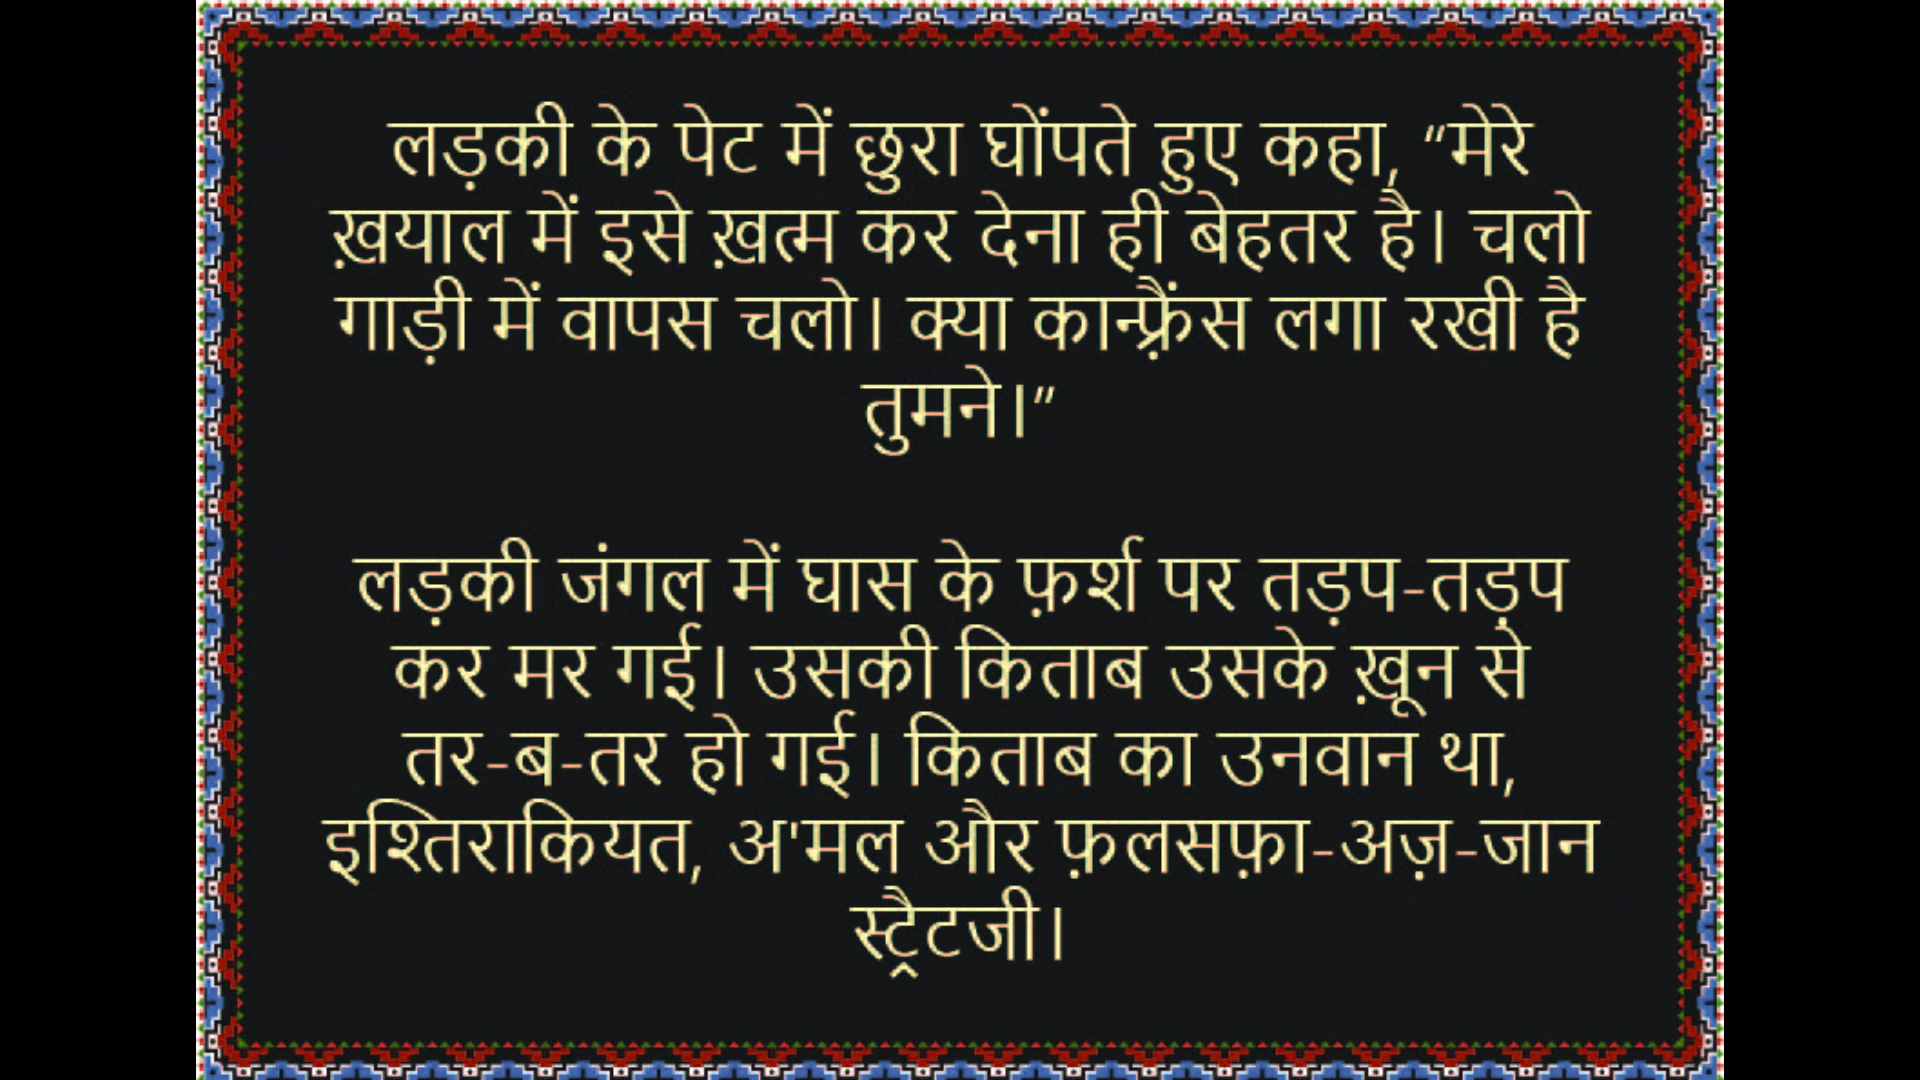 लड़की के पेट में छुरा घोंपते हुए कहा, “मेरे
ख़याल में इसे ख़त्म कर देना ही बेहतर है। चलो
गाड़ी में वापस चलो। क्या कान्फ़्रैंस लगा रखी है
तुमने।”
लड़की जंगल में घास के फ़र्श पर तड़प-तड़प
कर मर गई। उसकी किताब उसके ख़ून से
तर-ब-तर हो गई। किताब का उनवान था,
इश्तिराकियत, अ'मल और फ़लसफ़ा-अज़-जान
स्ट्रैटजी।